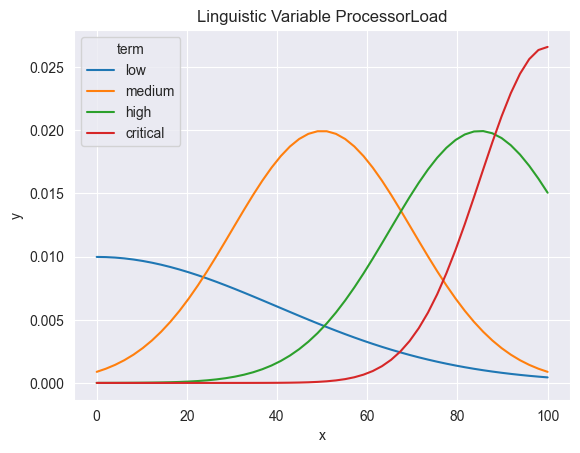 Linguistic Variable ProcessorLoad
term
low
medium
high
critical
0.025
0.020
0.015
0.010
0.005
0.000
y
0 20 40 60 80 100
x